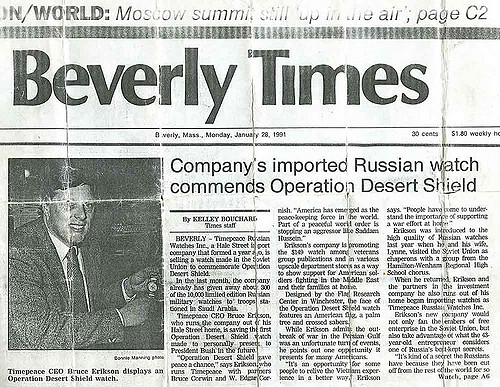 ON/WORLD: Moscow summit still 'up in the air'; page C2
Beverly Times
Beverly, Mass., Monday, January 28, 1991
30 cents
$1.80 weekly
Company's imported Russian watch
commends Operation Desert Shield
Bonnie Manning photo
Timepeace CEO Bruce Erikson displays an
Operation Desert Shield watch.
By KELLEY BOUCHARD
Times staff
BEVERLY – Timepeace Russian
Watches Inc., a Hale Street import
company that formed a year ago, is
selling a watch made in the Soviet
Union to commemorate Operation
Desert Shield.
In the last month, the company
already has given away about 300
of the 10,000 limited edition Russian
military watches to troops sta-
tioned in Saudi Arabia.
Timepeace CEO Bruce Erikson,
who runs the company out of his
Hale Street home, is saving the first
Operation Desert Shield watch
made to personally present to
President Bush in the future.
"Operation Desert Shield gave
peace a chance," says Erikson, who
runs Timepeace with partners
Bruce Corwin and W. Edgar Cor-
nish. "America has emerged as the
peace-keeping force in the world.
Part of a peaceful world order is
stopping an aggressor like Saddam
Hussein."
Erikson's company is promoting
the $149 watch among veterans
group publications and in various
upscale department stores as a way
to show support for American sol-
diers fighting in the Middle East
and their families at home.
Designed by the Flag Research
Center in Winchester, the face of
the Operation Desert Shield watch
features an American flag, a palm
tree and crossed sabers.
While Erikson admits the out-
break of war in the Persian Gulf
was an unfortunate turn of events,
he points out one opportunity it
presents for many Americans.
"It's an opportunity for some
people to relive the Vietnam experi-
ence in a better way," Erikson
says. "People have come to under-
stand the importance of supporting
a war effort at home."
Erikson was introduced to the
high quality of Russian watches
last year when he and his wife,
Lynne, visited the Soviet Union as
chaperons with a group from the
Hamilton-Wenham Regional High
School chorus.
When he returned, Erikson and
the partners in the investment
company he also runs out of his
home began importing watches as
Timepeace Russian Watches Inc.
Erikson's new company would
not only fan the embers of free
enterprise in the Soviet Union, but
also take advantage of what the 43-
year-old entrepreneur considers
one of Russia's best kept secrets.
"It's kind of a secret the Russians
have because they have been cut
off from the rest of the world for so
Watch, page A6